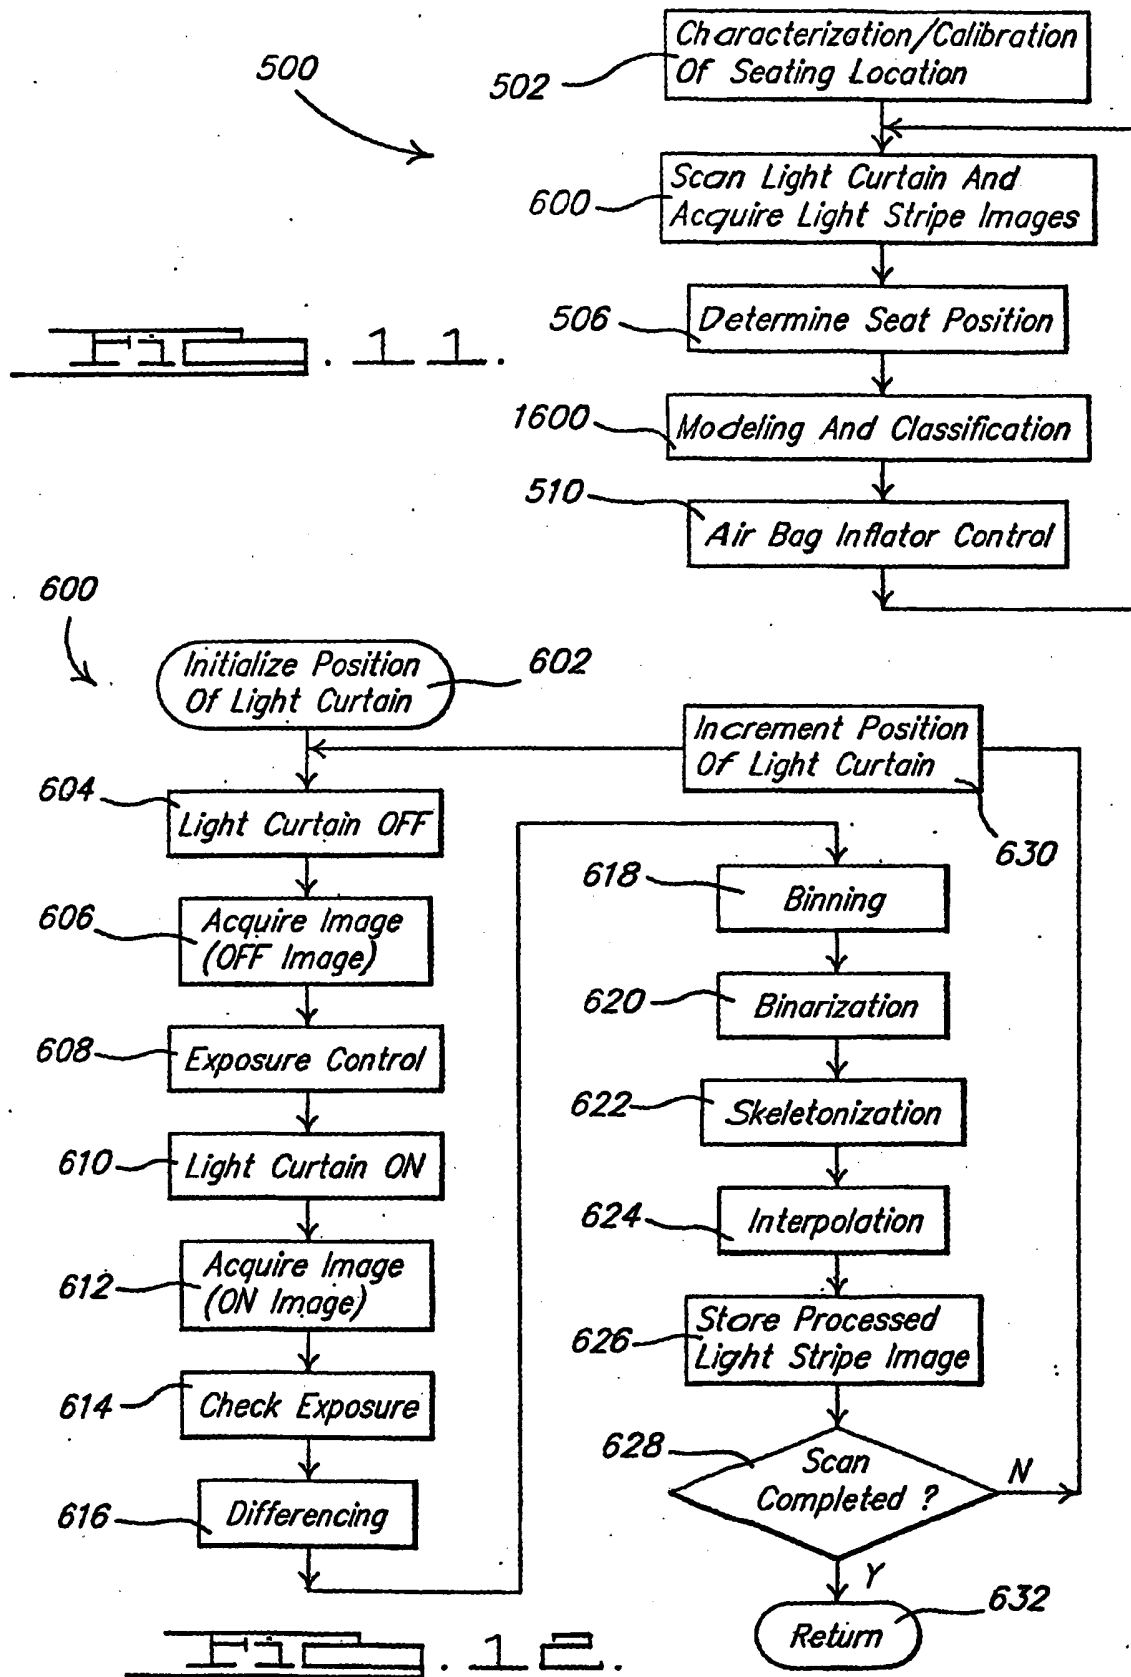 500
Characterization/Calibration
Of Seating Location
502
Scan Light Curtain And
Acquire Light Stripe Images
600
Determine Seat Position
506
Modeling And Classification
1600
Air Bag Inflator Control
510
Fig. 11.
600
Initialize Position
Of Light Curtain
602
Light Curtain OFF
604
Acquire Image
(OFF Image)
606
Exposure Control
608
Light Curtain ON
610
Acquire Image
(ON Image)
612
Check Exposure
614
Differencing
616
Increment Position
Of Light Curtain
630
Binning
618
Binarization
620
Skeletonization
622
Interpolation
624
Store Processed
Light Stripe Image
626
Scan
Completed ?
628
N
Y
Return
632
Fig. 12.